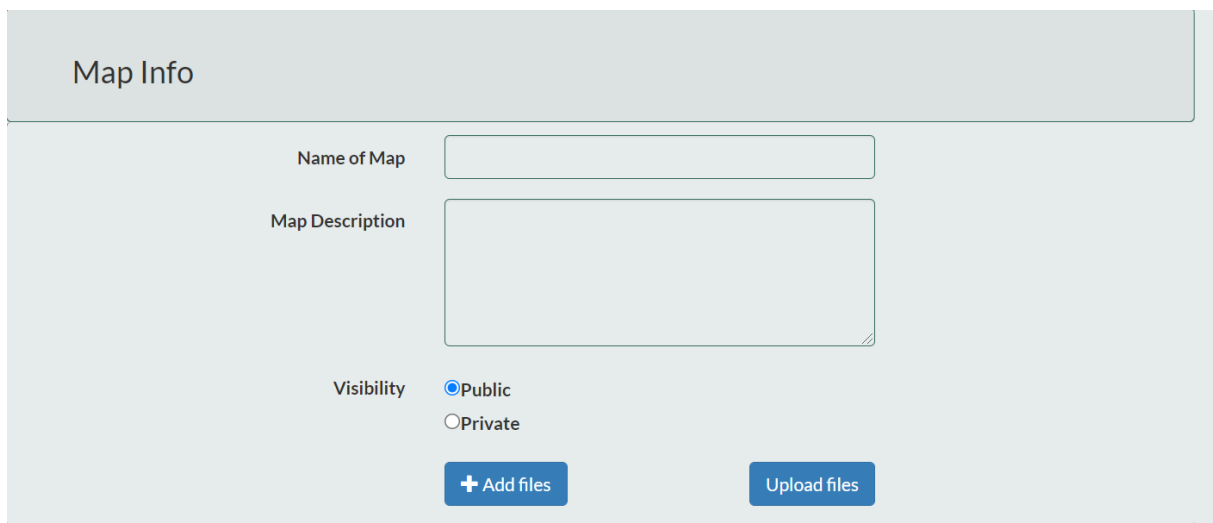 Map Info
Name of Map
Map Description
Visibility
Public
Private
Add files
Upload files